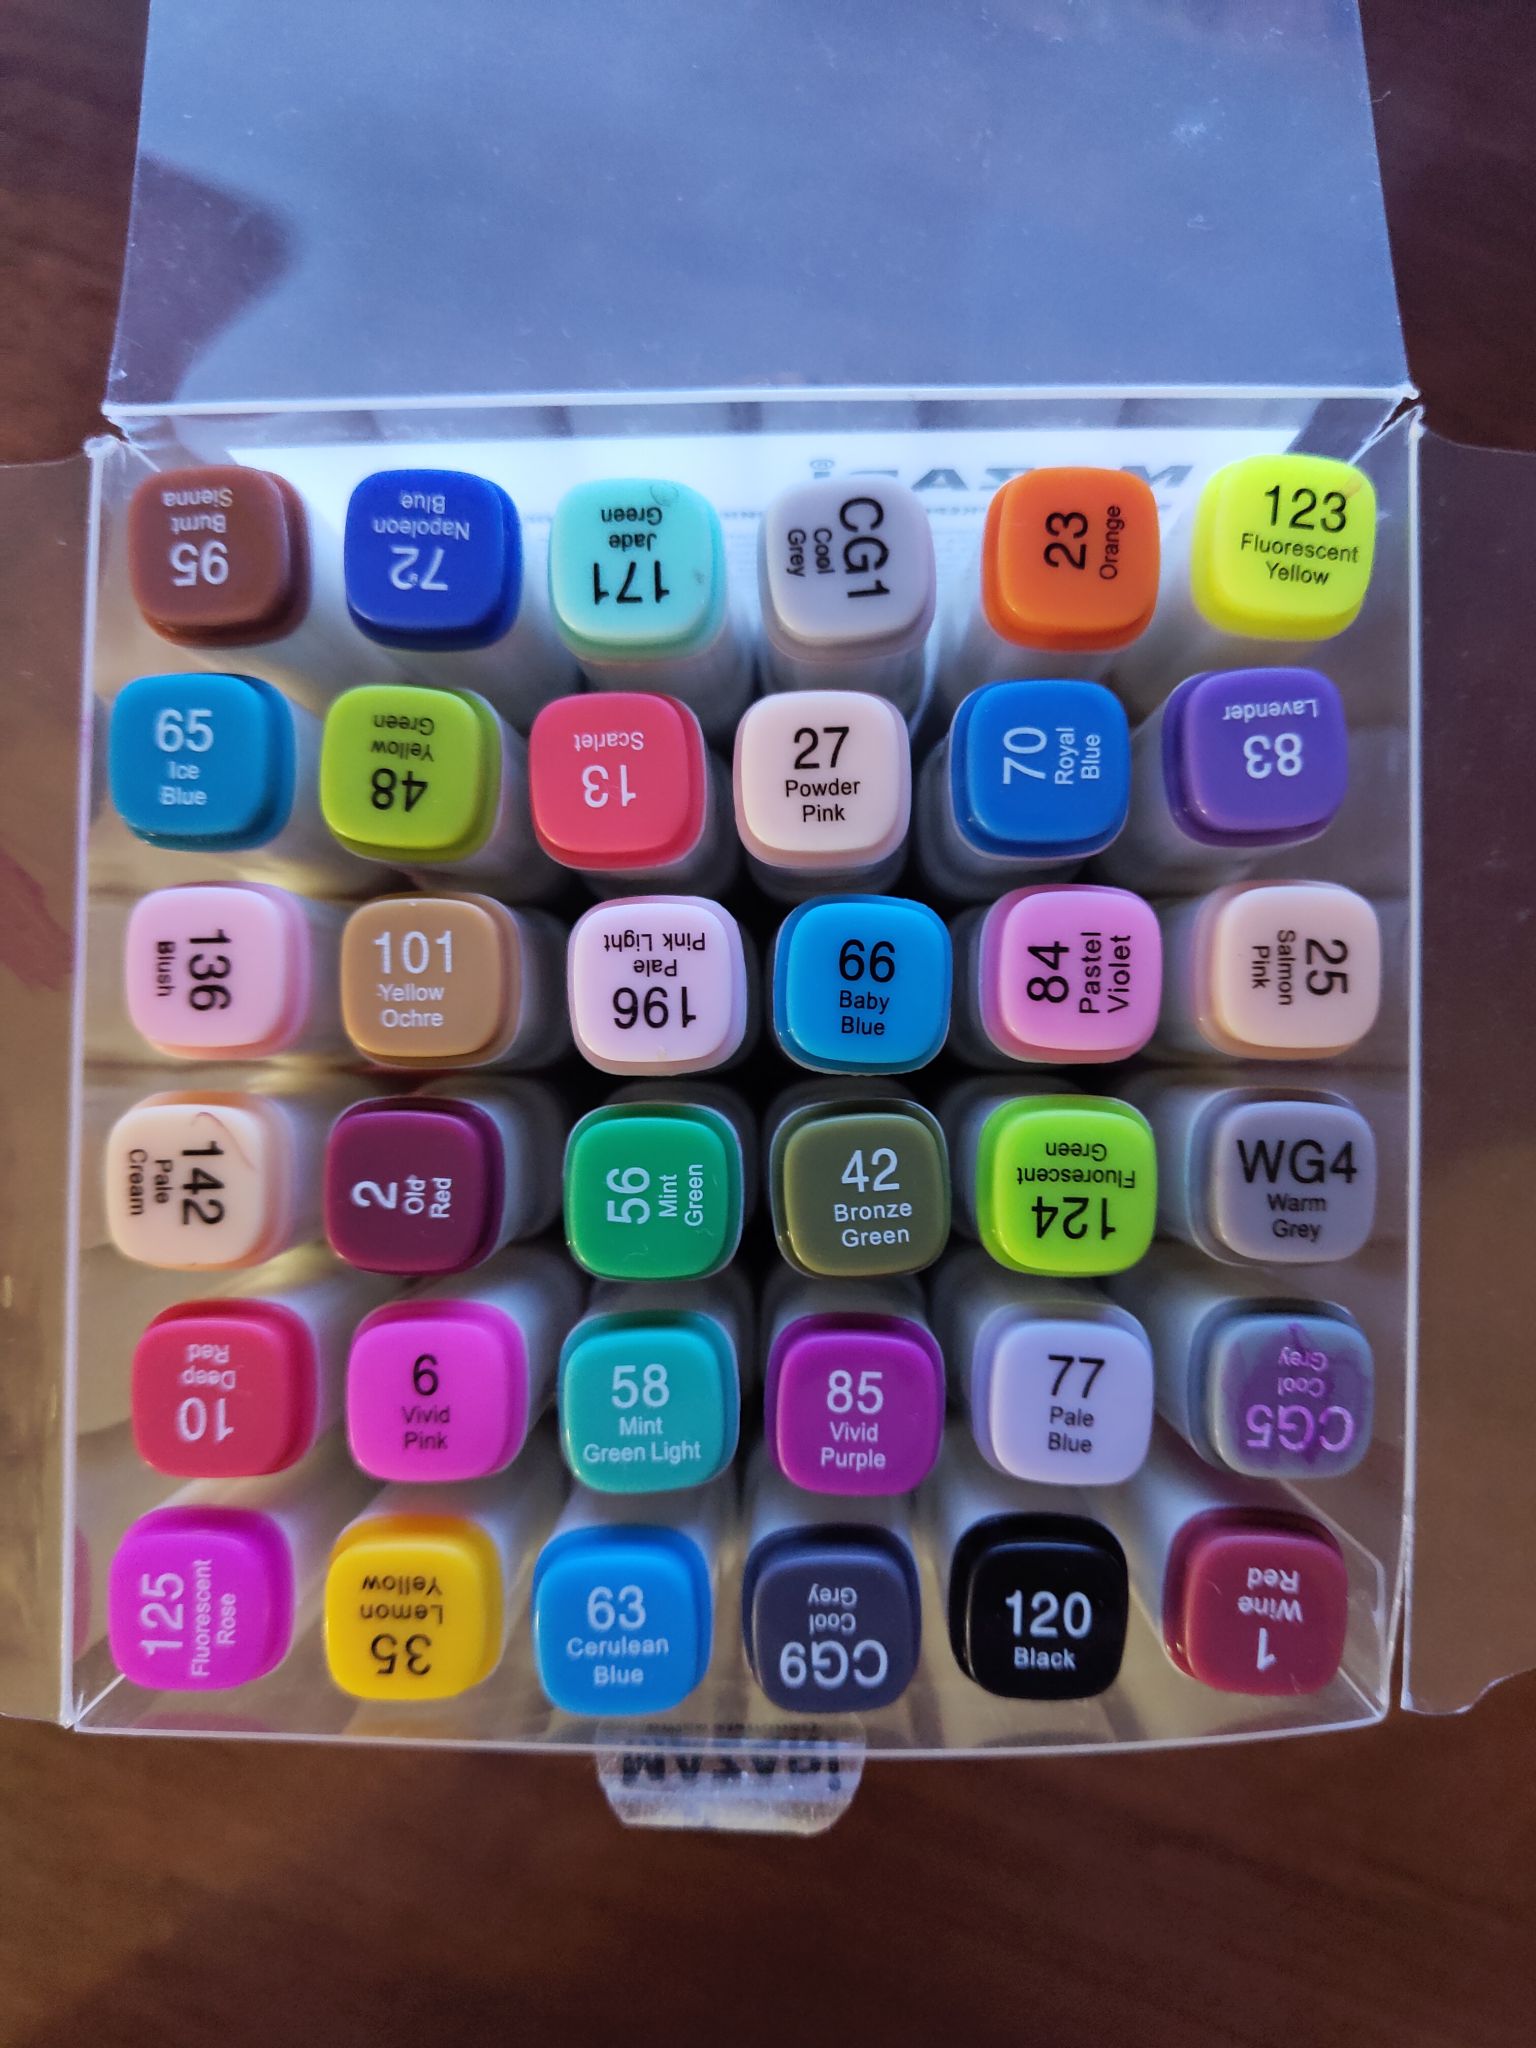 iGAZAM
95
Burnt
Sienna
72
Napoleon
Blue
171
Jade
Green
CG1
Cool
Grey
23
Orange
123
Fluorescent
Yellow
65
Ice
Blue
48
Yellow
Green
13
Scarlet
27
Powder
Pink
70
Royal
Blue
83
Lavender
136
Blush
101
Yellow
Ochre
196
Pale
Pink Light
66
Baby
Blue
84
Pastel
Violet
25
Salmon
Pink
142
Pale
Cream
2
Old
Red
56
Mint
Green
42
Bronze
Green
124
Fluorescent
Green
WG4
Warm
Grey
10
Deep
Red
9
Vivid
Pink
58
Mint
Green Light
85
Vivid
Purple
77
Pale
Blue
CG5
Cool
Grey
125
Fluorescent
Rose
35
Lemon
Yellow
63
Cerulean
Blue
CG9
Cool
Grey
120
Black
1
Wine
Red
iGAZAM